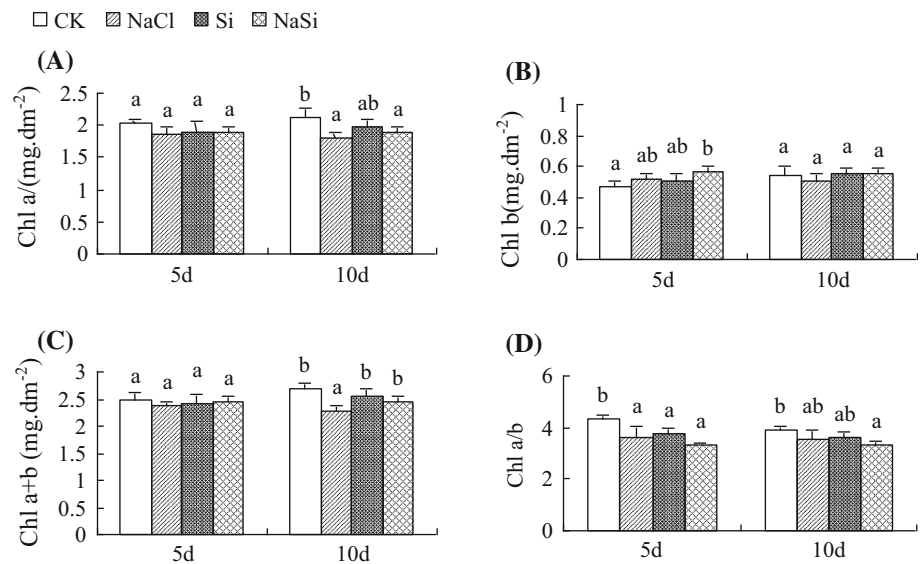 CK NaCl Si NaSi
(A)
Chl a/(mg.dm-2)
2.5
2
1.5
1
0.5
0
a a a a
b a ab a
5d 10d
(B)
Chl b(mg.dm-2)
1
0.8
0.6
0.4
0.2
0
a ab ab b
a a a a
5d 10d
(C)
Chl a+b (mg.dm-2)
3
2.5
2
1.5
1
0.5
0
a a a a
b a b b
5d 10d
(D)
Chl a/b
6
4
2
0
b a a a
b ab ab a
5d 10d